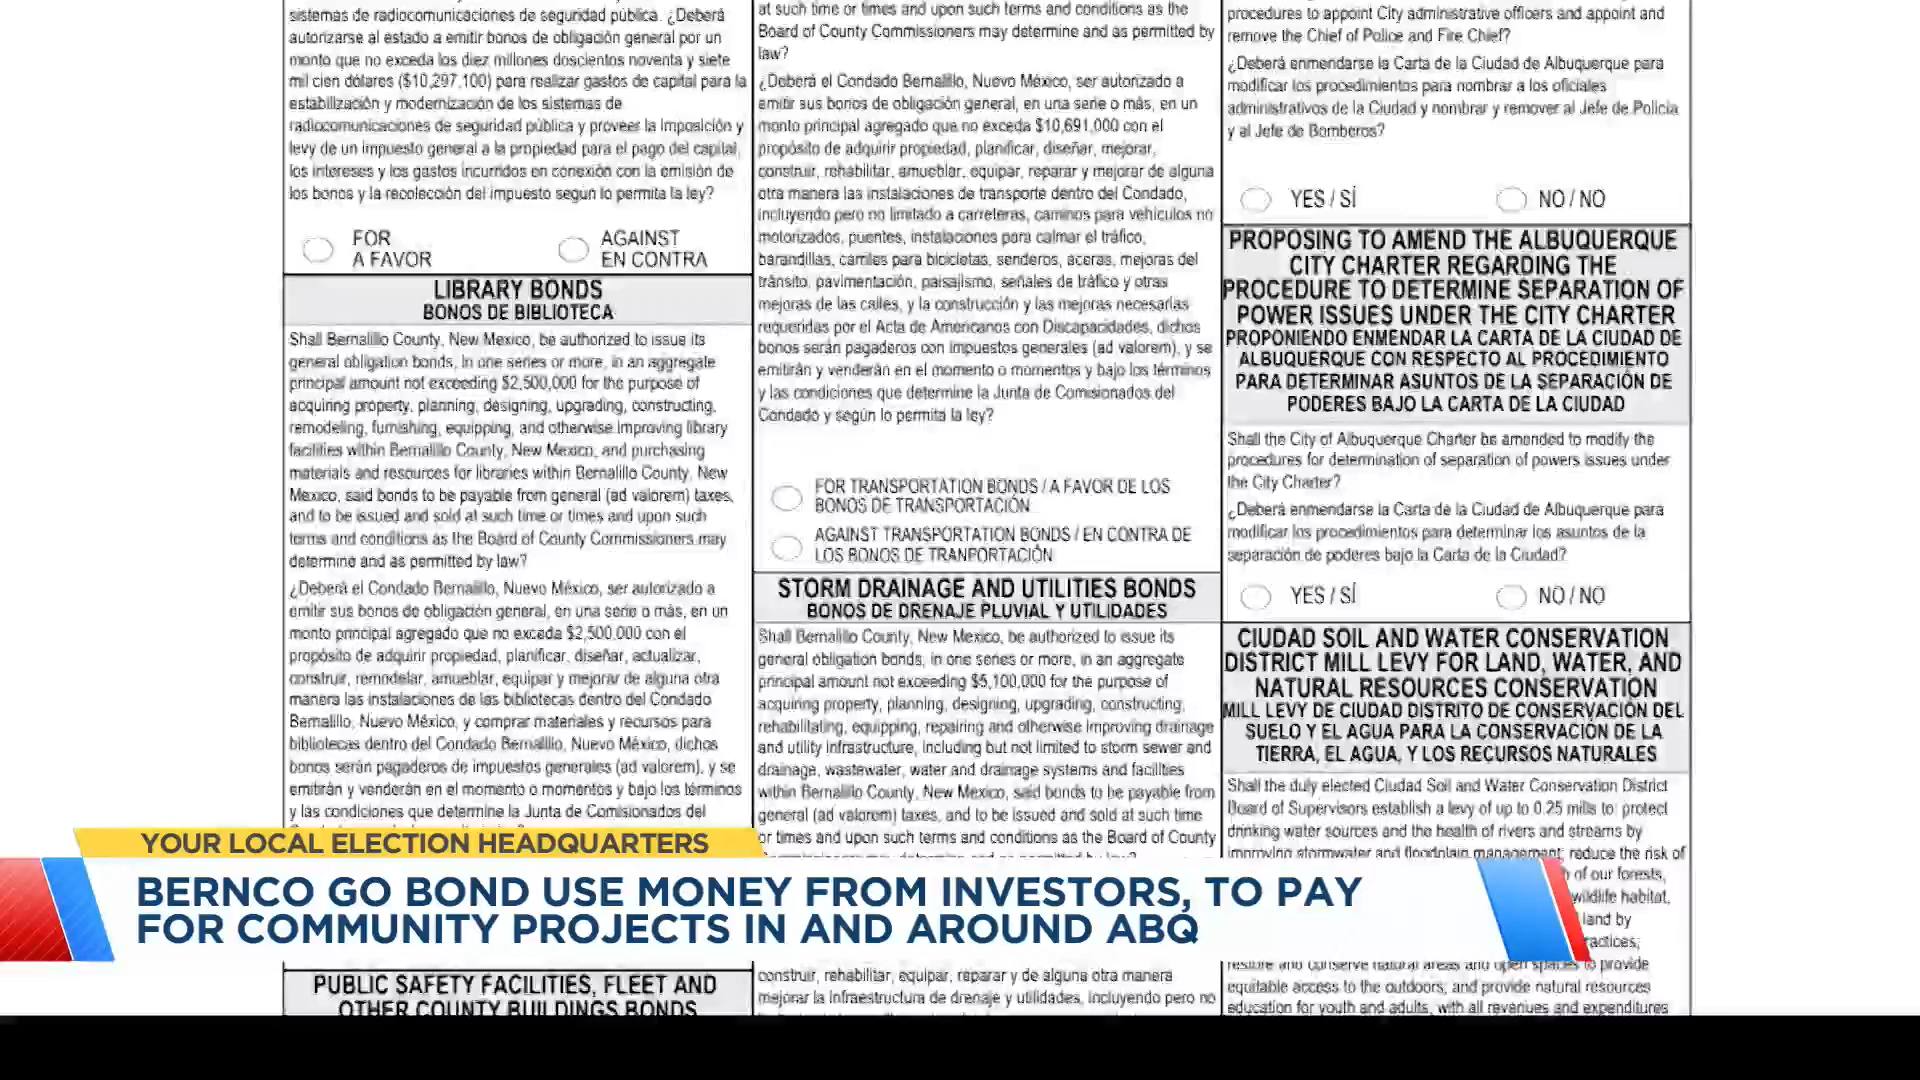 sistemas de radiocomunicaciones de seguridad pública. ¿Deberá
autorizarse al estado a emitir bonos de obligación general por un
monto que no exceda los diez millones doscientos noventa y siete
mil cien dólares ($10,297,100) para realizar gastos de capital para la
estabilización y modernización de los sistemas de
radiocomunicaciones de seguridad pública y proveer la imposición y
levy de un impuesto general a la propiedad para el pago del capital,
los intereses y los gastos incurridos en conexión con la emisión de
los bonos y la recolección del impuesto según lo permita la ley?
FOR
A FAVOR
AGAINST
EN CONTRA
LIBRARY BONDS
BONOS DE BIBLIOTECA
Shall Bernalillo County, New Mexico, be authorized to issue its
general obligation bonds, in one series or more, in an aggregate
principal amount not exceeding $2,500,000 for the purpose of
acquiring property, planning, designing, upgrading, constructing,
remodeling, furnishing, equipping, and otherwise improving library
facilities within Bernalillo County, New Mexico, and purchasing
materials and resources for libraries within Bernalillo County, New
Mexico, said bonds to be payable from general (ad valorem) taxes,
and to be issued and sold at such time or times and upon such
terms and conditions as the Board of County Commissioners may
determine and as permitted by law?
¿Deberá el Condado Bernalillo, Nuevo México, ser autorizado a
emitir sus bonos de obligación general, en una serie o más, en un
monto principal agregado que no exceda $2,500,000 con el
propósito de adquirir propiedad, planificar, diseñar, actualizar,
construir, remodelar, amueblar, equipar y mejorar de alguna otra
manera las instalaciones de las bibliotecas dentro del Condado
Bernalillo, Nuevo México, y comprar materiales y recursos para
bibliotecas dentro del Condado Bernalillo, Nuevo México, dichos
bonos serán pagaderos de impuestos generales (ad valorem), y se
emitirán y venderán en el momento o momentos y bajo los términos
y las condiciones que determine la Junta de Comisionados del
PUBLIC SAFETY FACILITIES, FLEET AND
OTHER COUNTY BUILDINGS BONDS
at such time or times and upon such terms and conditions as the
Board of County Commissioners may determine and as permitted by
law?
¿Deberá el Condado Bernalillo, Nuevo México, ser autorizado a
emitir sus bonos de obligación general, en una serie o más, en un
monto principal agregado que no exceda $10,691,000 con el
propósito de adquirir propiedad, planificar, diseñar, mejorar,
construir, rehabilitar, amueblar, equipar, reparar y mejorar de alguna
otra manera las instalaciones de transporte dentro del Condado,
incluyendo pero no limitado a carreteras, caminos para vehículos no
motorizados, puentes, instalaciones para calmar el tráfico,
barandillas, carriles para bicicletas, senderos, aceras, mejoras del
tránsito, pavimentación, paisajismo, señales de tráfico y otras
mejoras de las calles, y la construcción y las mejoras necesarias
requeridas por el Acta de Americanos con Discapacidades, dichos
bonos serán pagaderos con impuestos generales (ad valorem), y se
emitirán y venderán en el momento o momentos y bajo los términos
y las condiciones que determine la Junta de Comisionados del
Condado y según lo permita la ley?
FOR TRANSPORTATION BONDS / A FAVOR DE LOS
BONOS DE TRANSPORTACIÓN
AGAINST TRANSPORTATION BONDS / EN CONTRA DE
LOS BONOS DE TRANPORTACIÓN
STORM DRAINAGE AND UTILITIES BONDS
BONOS DE DRENAJE PLUVIAL Y UTILIDADES
Shall Bernalillo County, New Mexico, be authorized to issue its
general obligation bonds, in one series or more, in an aggregate
principal amount not exceeding $5,100,000 for the purpose of
acquiring property, planning, designing, upgrading, constructing,
rehabilitating, equipping, repairing and otherwise improving drainage
and utility infrastructure, including but not limited to storm sewer and
drainage, wastewater, water and drainage systems and facilities
within Bernalillo County, New Mexico, said bonds to be payable from
general (ad valorem) taxes, and to be issued and sold at such time
or times and upon such terms and conditions as the Board of County
construir, rehabilitar, equipar, reparar y de alguna otra manera
mejorar la infraestructura de drenaje y utilidades, incluyendo pero no
procedures to appoint City administrative officers and appoint and
remove the Chief of Police and Fire Chief?
¿Deberá enmendarse la Carta de la Ciudad de Albuquerque para
modificar los procedimientos para nombrar a los oficiales
administrativos de la Ciudad y nombrar y remover al Jefe de Policía
y al Jefe de Bomberos?
YES / SÍ
NO / NO
PROPOSING TO AMEND THE ALBUQUERQUE
CITY CHARTER REGARDING THE
PROCEDURE TO DETERMINE SEPARATION OF
POWER ISSUES UNDER THE CITY CHARTER
PROPONIENDO ENMENDAR LA CARTA DE LA CIUDAD DE
ALBUQUERQUE CON RESPECTO AL PROCEDIMIENTO
PARA DETERMINAR ASUNTOS DE LA SEPARACIÓN DE
PODERES BAJO LA CARTA DE LA CIUDAD
Shall the City of Albuquerque Charter be amended to modify the
procedures for determination of separation of powers issues under
the City Charter?
¿Deberá enmendarse la Carta de la Ciudad de Albuquerque para
modificar los procedimientos para determinar los asuntos de la
separación de poderes bajo la Carta de la Ciudad?
YES / SÍ
NO / NO
CIUDAD SOIL AND WATER CONSERVATION
DISTRICT MILL LEVY FOR LAND, WATER, AND
NATURAL RESOURCES CONSERVATION
MILL LEVY DE CIUDAD DISTRITO DE CONSERVACIÓN DEL
SUELO Y EL AGUA PARA LA CONSERVACIÓN DE LA
TIERRA, EL AGUA, Y LOS RECURSOS NATURALES
Shall the duly elected Ciudad Soil and Water Conservation District
Board of Supervisors establish a levy of up to 0.25 mills to: protect
drinking water sources and the health of rivers and streams by
improving stormwater and floodplain management; reduce the risk of
of our forests,
wildlife habitat,
land by
restore and conserve natural areas and open spaces to provide
equitable access to the outdoors; and provide natural resources
education for youth and adults, with all revenues and expenditures
YOUR LOCAL ELECTION HEADQUARTERS
BERNCO GO BOND USE MONEY FROM INVESTORS, TO PAY
FOR COMMUNITY PROJECTS IN AND AROUND ABQ